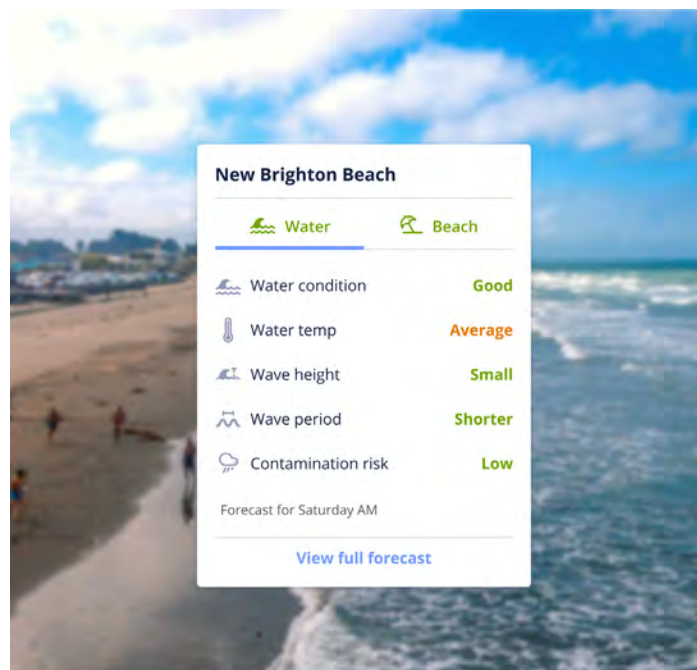 New Brighton Beach
Water Beach
Water condition Good
Water temp Average
Wave height Small
Wave period Shorter
Contamination risk Low
Forecast for Saturday AM
View full forecast